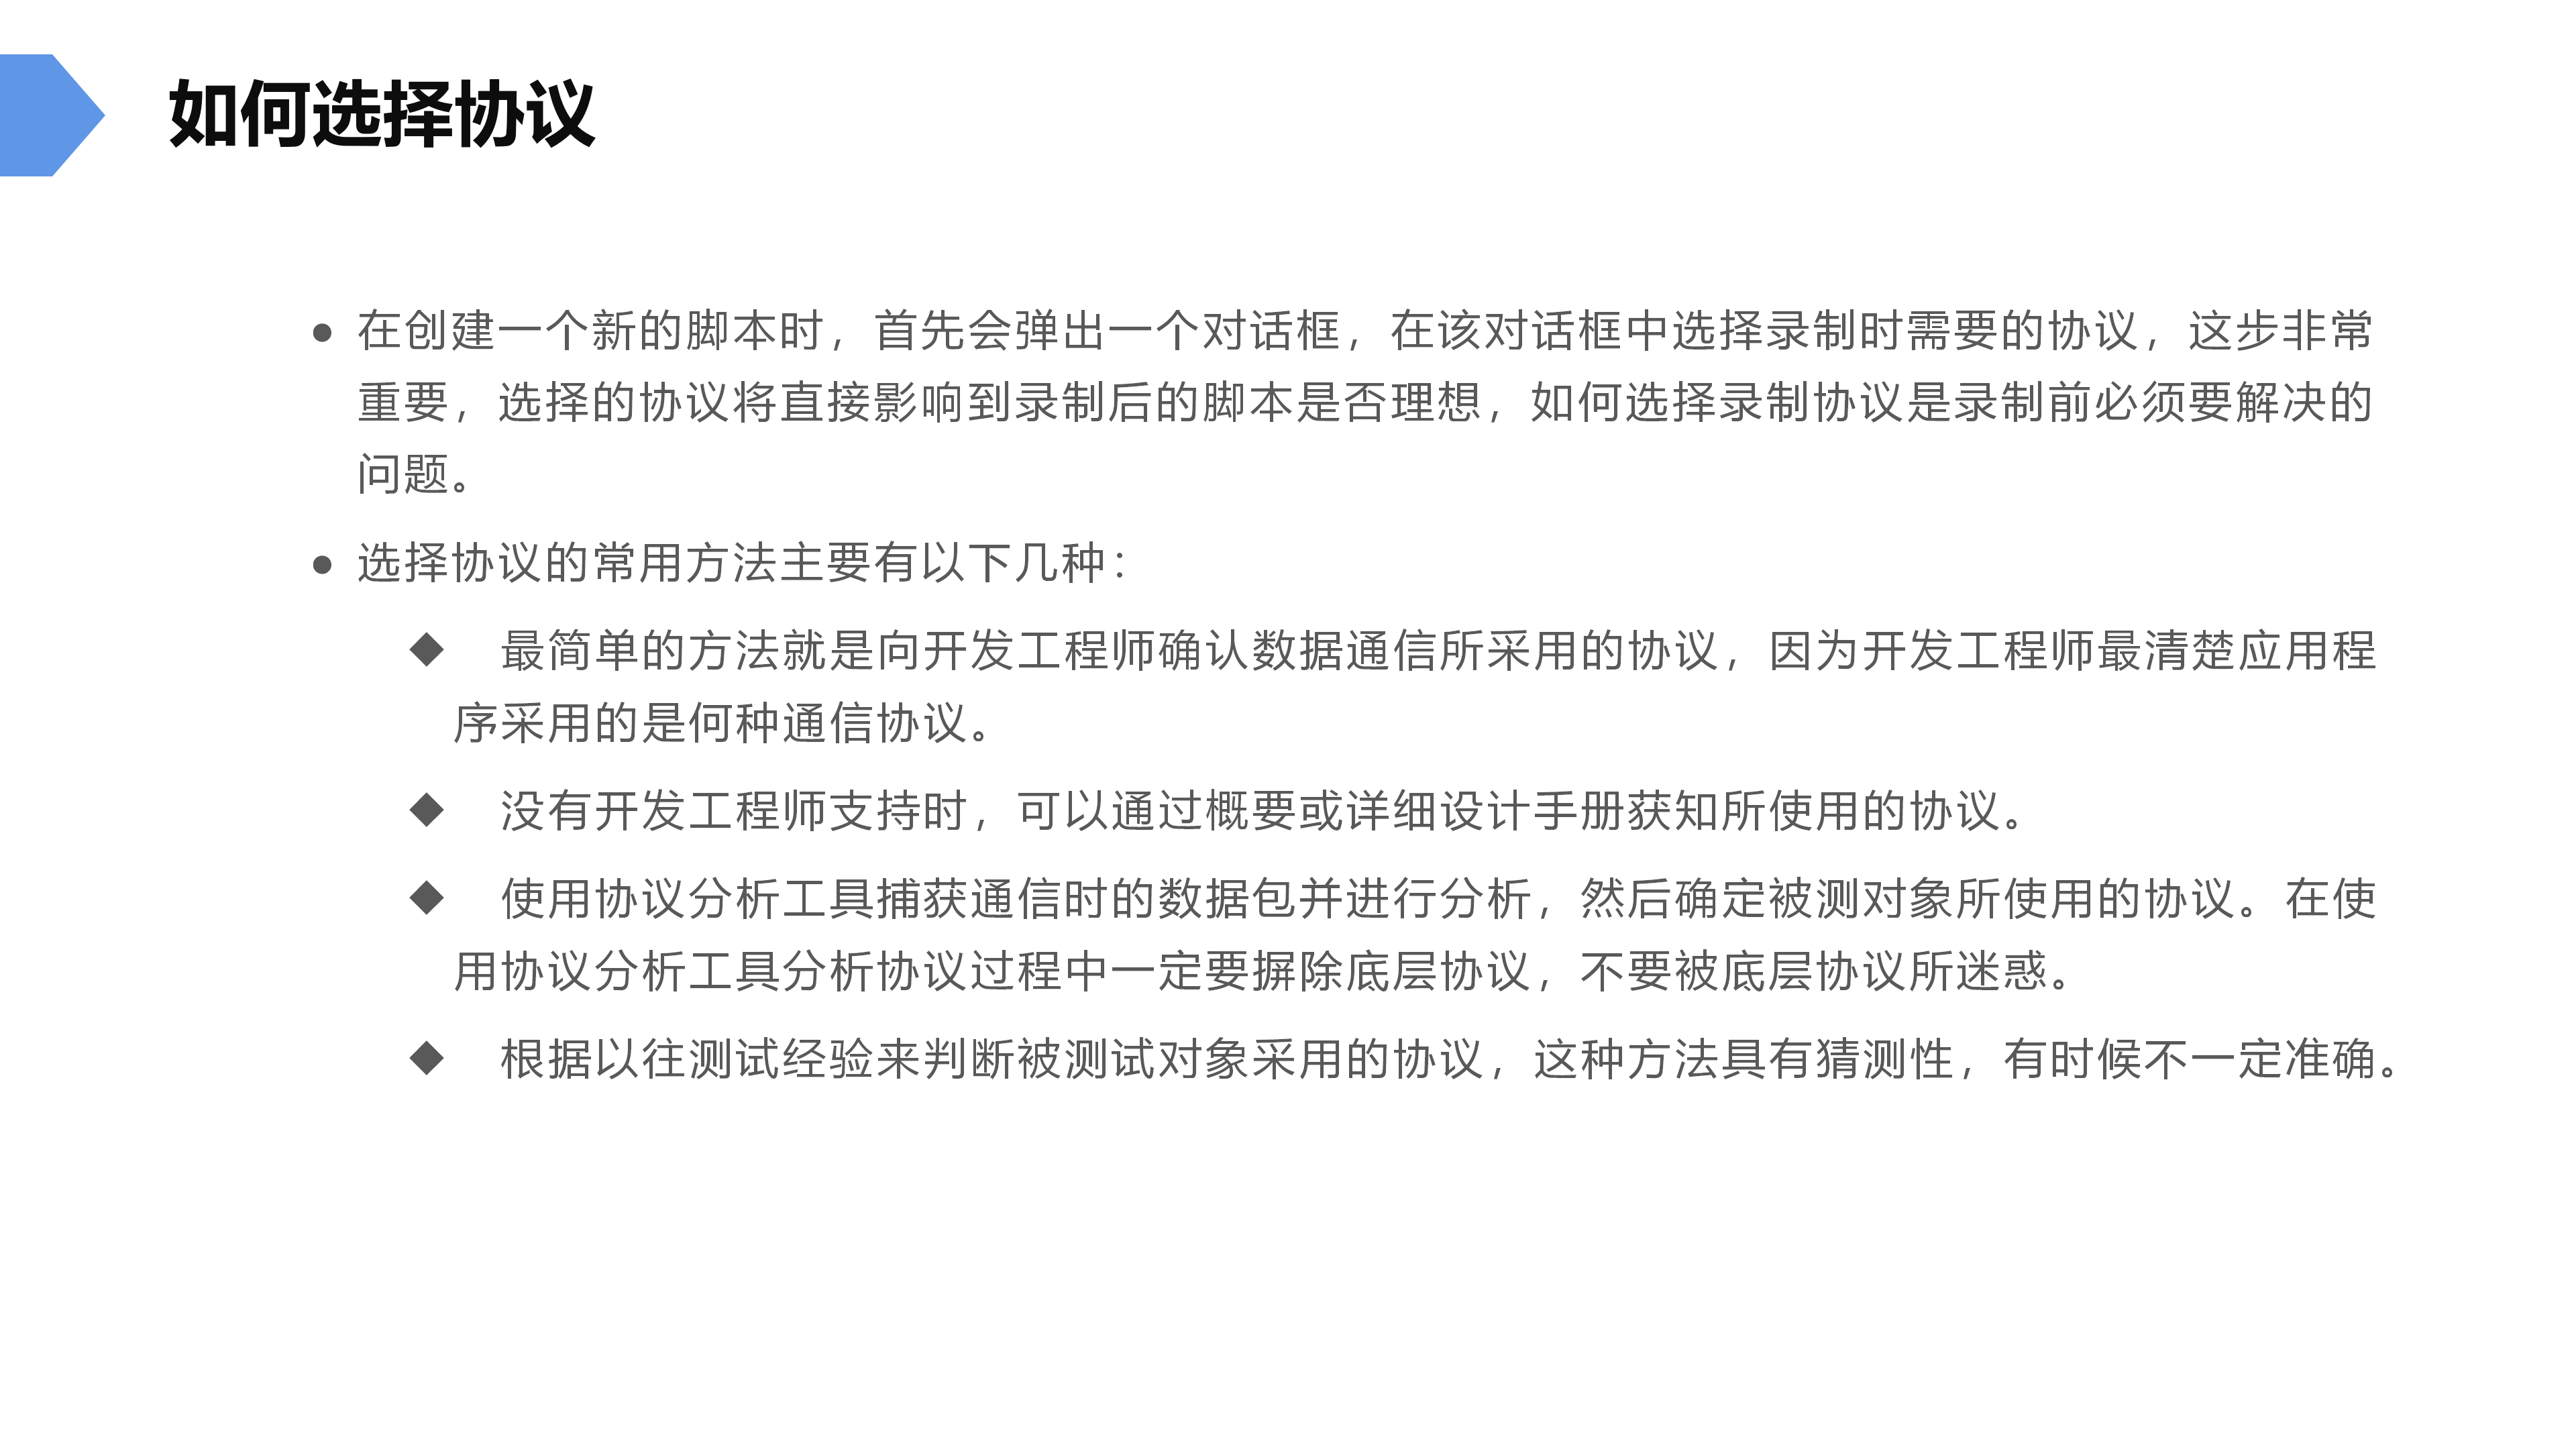 如何选择协议
● 在创建一个新的脚本时，首先会弹出一个对话框，在该对话框中选择录制时需要的协议，这步非常
重要，选择的协议将直接影响到录制后的脚本是否理想，如何选择录制协议是录制前必须要解决的
问题。
● 选择协议的常用方法主要有以下几种：
◆ 最简单的方法就是向开发工程师确认数据通信所采用的协议，因为开发工程师最清楚应用程
序采用的是何种通信协议。
◆ 没有开发工程师支持时，可以通过概要或详细设计手册获知所使用的协议。
◆ 使用协议分析工具捕获通信时的数据包并进行分析，然后确定被测对象所使用的协议。在使
用协议分析工具分析协议过程中一定要摒除底层协议，不要被底层协议所迷惑。
◆ 根据以往测试经验来判断被测试对象采用的协议，这种方法具有猜测性，有时候不一定准确。